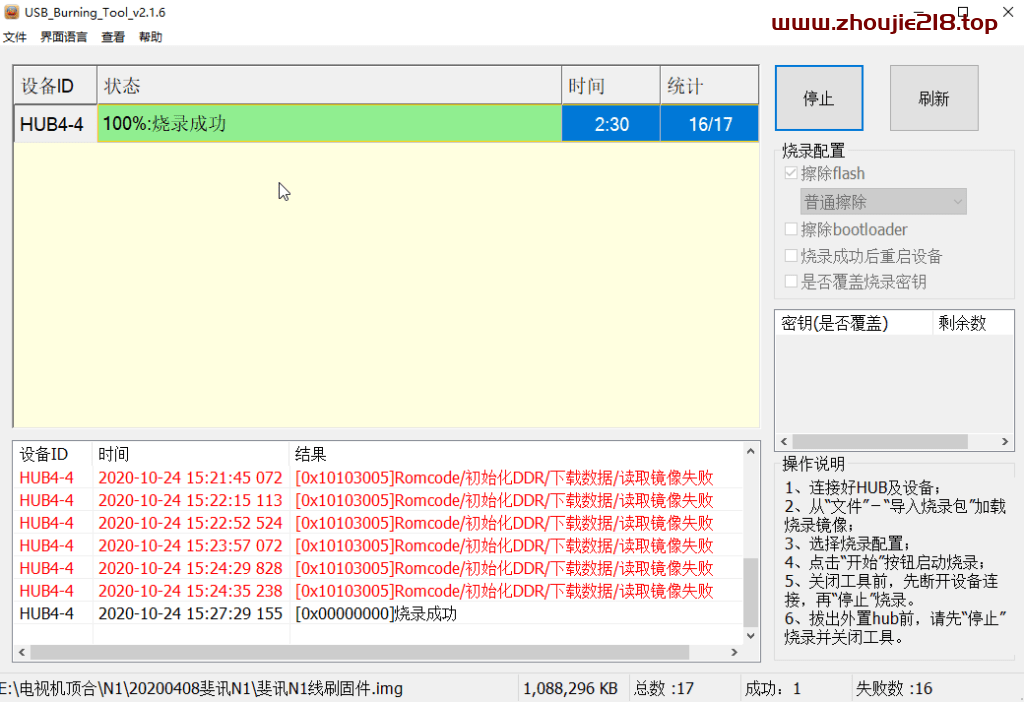 USB_Burning_Tool_v2.1.6
www.zhoujie218.top
文件 界面语言 查看 帮助
设备ID 状态 时间 统计
HUB4-4 100%:烧录成功 2:30 16/17
停止 刷新
烧录配置
擦除flash
普通擦除
擦除bootloader
烧录成功后重启设备
是否覆盖烧录密钥
密钥(是否覆盖) 剩余数
设备ID 时间 结果
HUB4-4 2020-10-24 15:21:45 072 [0x10103005]Romcode/初始化DDR/下载数据/读取镜像失败
HUB4-4 2020-10-24 15:22:15 113 [0x10103005]Romcode/初始化DDR/下载数据/读取镜像失败
HUB4-4 2020-10-24 15:22:52 524 [0x10103005]Romcode/初始化DDR/下载数据/读取镜像失败
HUB4-4 2020-10-24 15:23:57 072 [0x10103005]Romcode/初始化DDR/下载数据/读取镜像失败
HUB4-4 2020-10-24 15:24:29 828 [0x10103005]Romcode/初始化DDR/下载数据/读取镜像失败
HUB4-4 2020-10-24 15:24:35 238 [0x10103005]Romcode/初始化DDR/下载数据/读取镜像失败
HUB4-4 2020-10-24 15:27:29 155 [0x00000000]烧录成功
操作说明
1、连接好HUB及设备；
2、从“文件”–“导入烧录包”加载
烧录镜像；
3、选择烧录配置；
4、点击“开始”按钮启动烧录；
5、关闭工具前，先断开设备连
接，再“停止”烧录。
6、拔出外置hub前，请先“停止”
烧录并关闭工具。
E:\电视机顶合\N1\20200408斐讯N1\斐讯N1线刷固件.img 1,088,296 KB 总数 :17 成功：1 失败数 :16